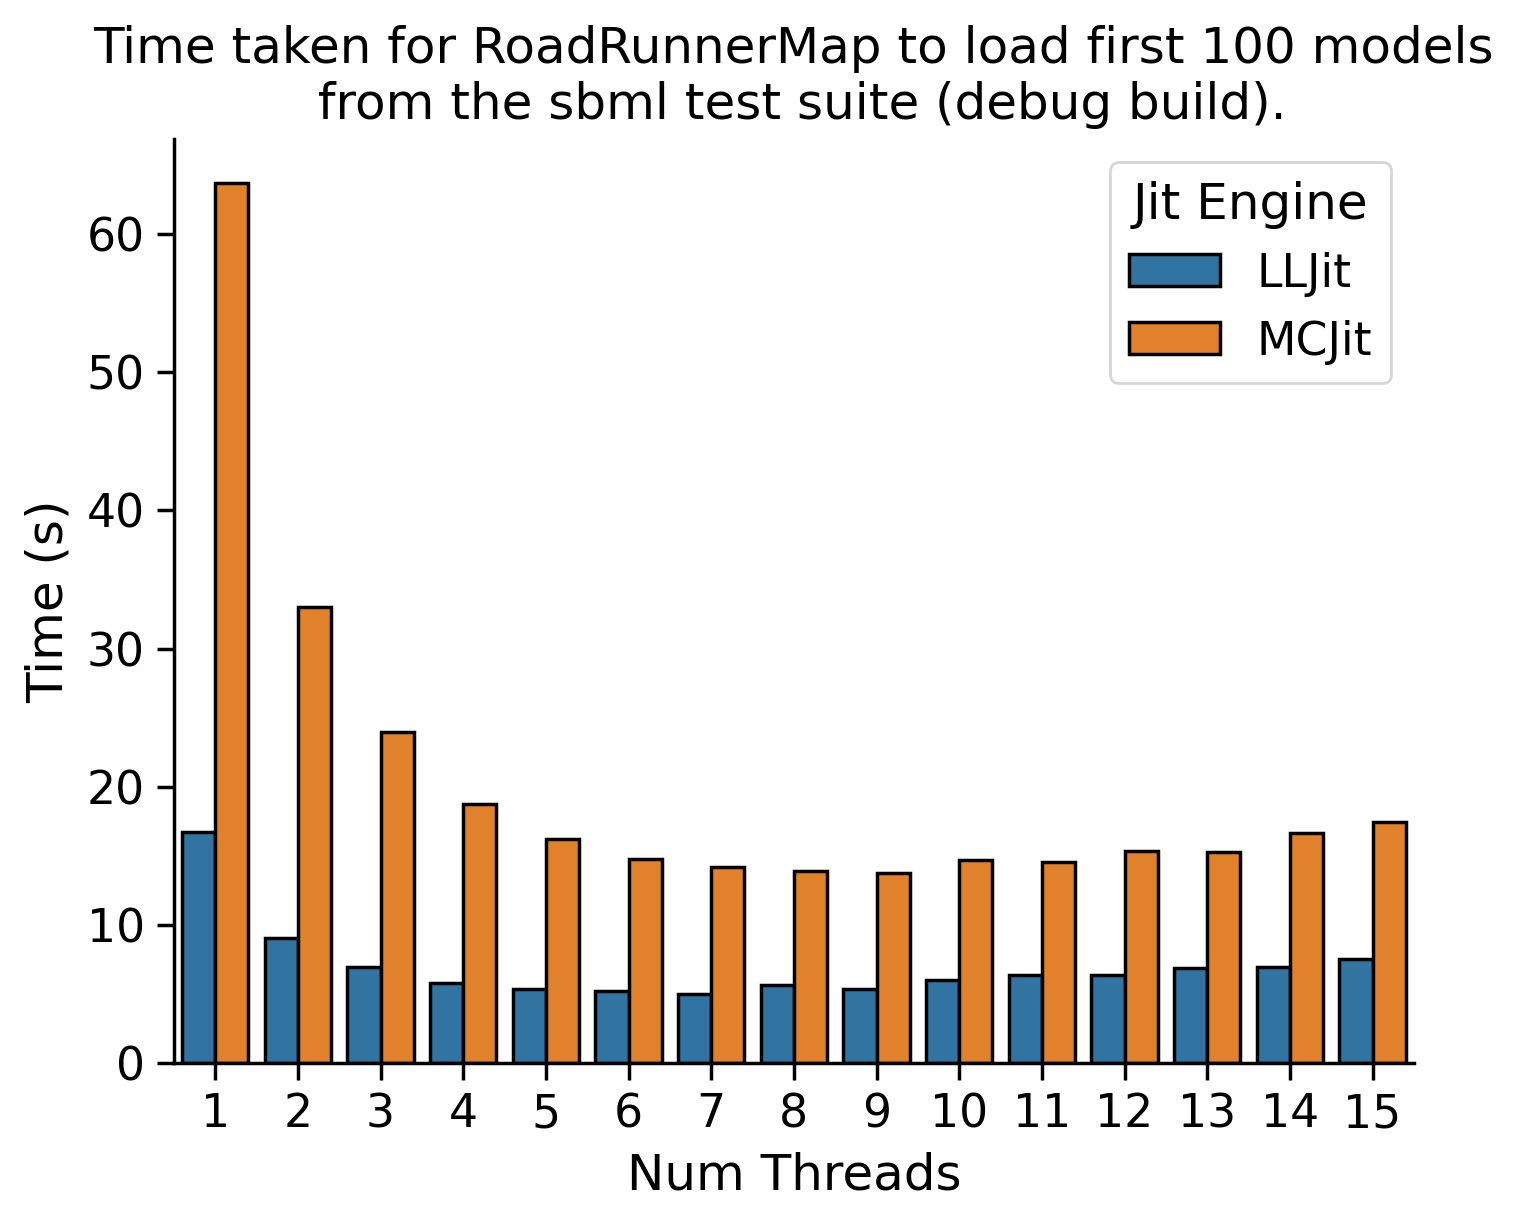 Time taken for RoadRunnerMap to load first 100 models
from the sbml test suite (debug build).
Jit Engine
LLJit
MCJit
Time (s)
60
50
40
30
20
10
0
1 2 3 4 5 6 7 8 9 10 11 12 13 14 15
Num Threads